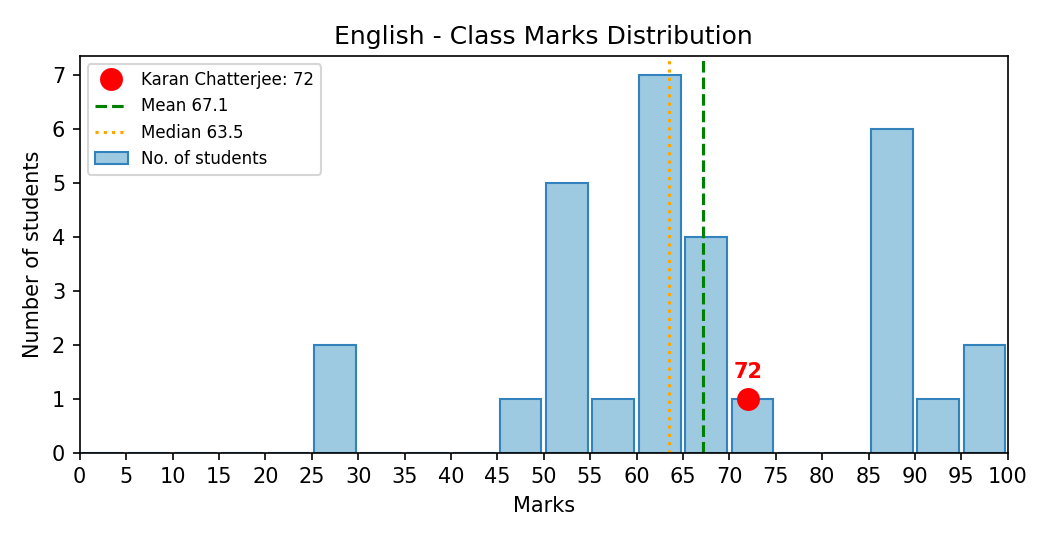 English - Class Marks Distribution
Karan Chatterjee: 72
Mean 67.1
Median 63.5
No. of students
7
6
5
4
3
2
1
0
Number of students
72
0 5 10 15 20 25 30 35 40 45 50 55 60 65 70 75 80 85 90 95 100
Marks